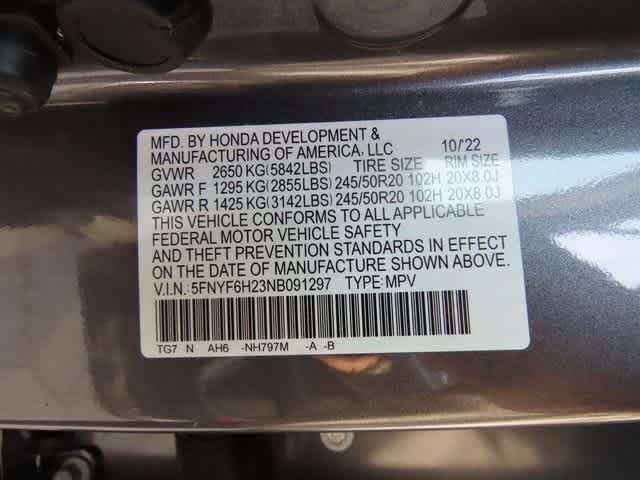 MFD. BY HONDA DEVELOPMENT & 
MANUFACTURING OF AMERICA, LLC 10/'22
GVWR 2650 KG(5842LBS) TIRE SIZE RIM SIZE
GAWR F 1295 KG(2855LBS) 245/50R20 102H 20X8.0J
GAWR R 1425 KG(3142LBS) 245/50R20 102H 20X8.0J
THIS VEHICLE CONFORMS TO ALL APPLICABLE
FEDERAL MOTOR VEHICLE SAFETY
AND THEFT PREVENTION STANDARDS IN EFFECT
ON THE DATE OF MANUFACTURE SHOWN ABOVE.
V.I.N.: 5FNYF6H23NB091297 TYPE: MPV
TG7 N AH6 -NH797M -A -B